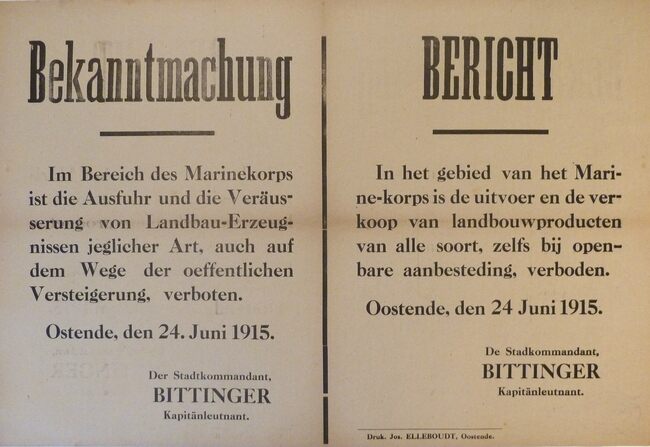 Bekanntmachung
Im Bereich des Marinekorps
ist die Ausfuhr und die Veräus-
serung von Landbau-Erzeug-
nissen jeglicher Art, auch auf
dem Wege der oeffentlichen
Versteigerung, verboten.
Ostende, den 24. Juni 1915.
Der Stadtkommandant,
BITTINGER
Kapitänleutnant.
BERICHT
In het gebied van het Mari-
ne-korps is de uitvoer en de ver-
koop van landbouwproducten
van alle soort, zelfs bij open-
bare aanbesteding, verboden.
Oostende, den 24 Juni 1915.
De Stadkommandant,
BITTINGER
Kapitänleutnant.
Druk. Jos. ELLEBOUDT, Oostende.